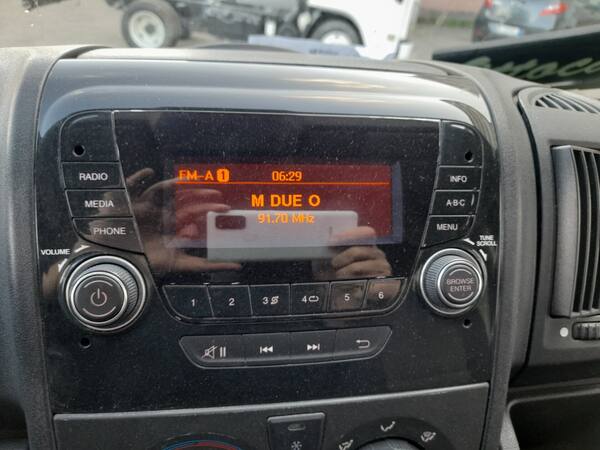 FM-A 1 06:29
M DUE O
91.70 MHz
RADIO
MEDIA
PHONE
INFO
A·B·C
MENU
VOLUME
TUNE
SCROLL
BROWSE
ENTER
1 2 3 4 5 6